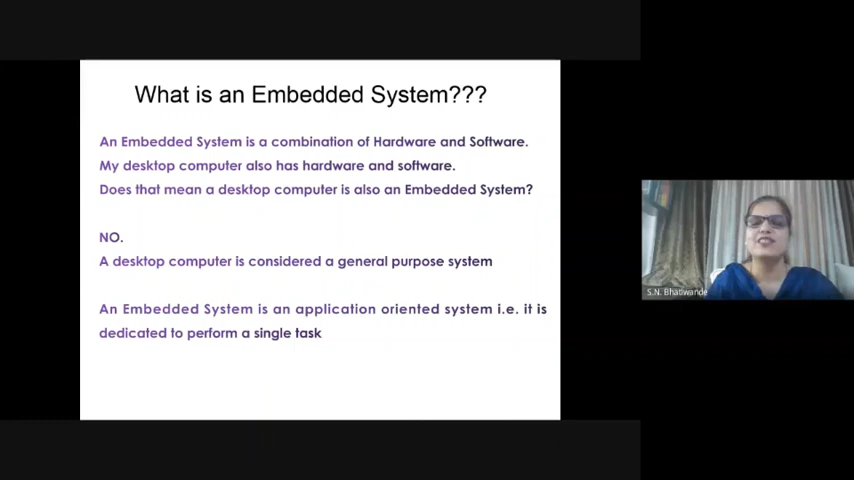 What is an Embedded System???
An Embedded System is a combination of Hardware and Software.
My desktop computer also has hardware and software.
Does that mean a desktop computer is also an Embedded System?
NO.
A desktop computer is considered a general purpose system
An Embedded System is an application oriented system i.e. it is
dedicated to perform a single task
S.N. Bhatlwande